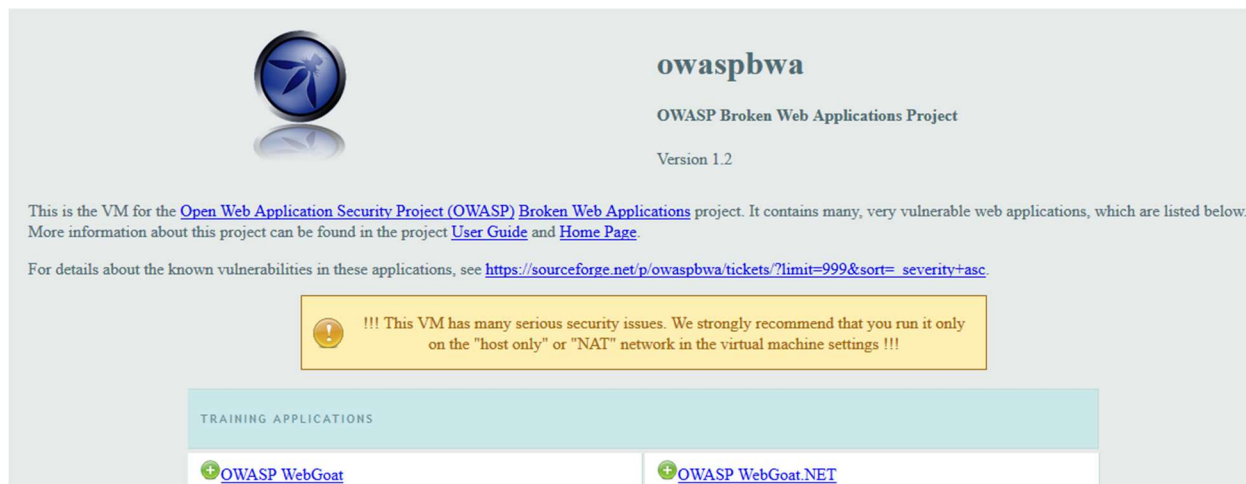 owaspbwa
OWASP Broken Web Applications Project
Version 1.2
This is the VM for the Open Web Application Security Project (OWASP) Broken Web Applications project. It contains many, very vulnerable web applications, which are listed below.
More information about this project can be found in the project User Guide and Home Page.
For details about the known vulnerabilities in these applications, see https://sourceforge.net/p/owaspbwa/tickets/?limit=999&sort=_severity+asc.
!!! This VM has many serious security issues. We strongly recommend that you run it only
on the "host only" or "NAT" network in the virtual machine settings !!!
TRAINING APPLICATIONS
OWASP WebGoat
OWASP WebGoat.NET